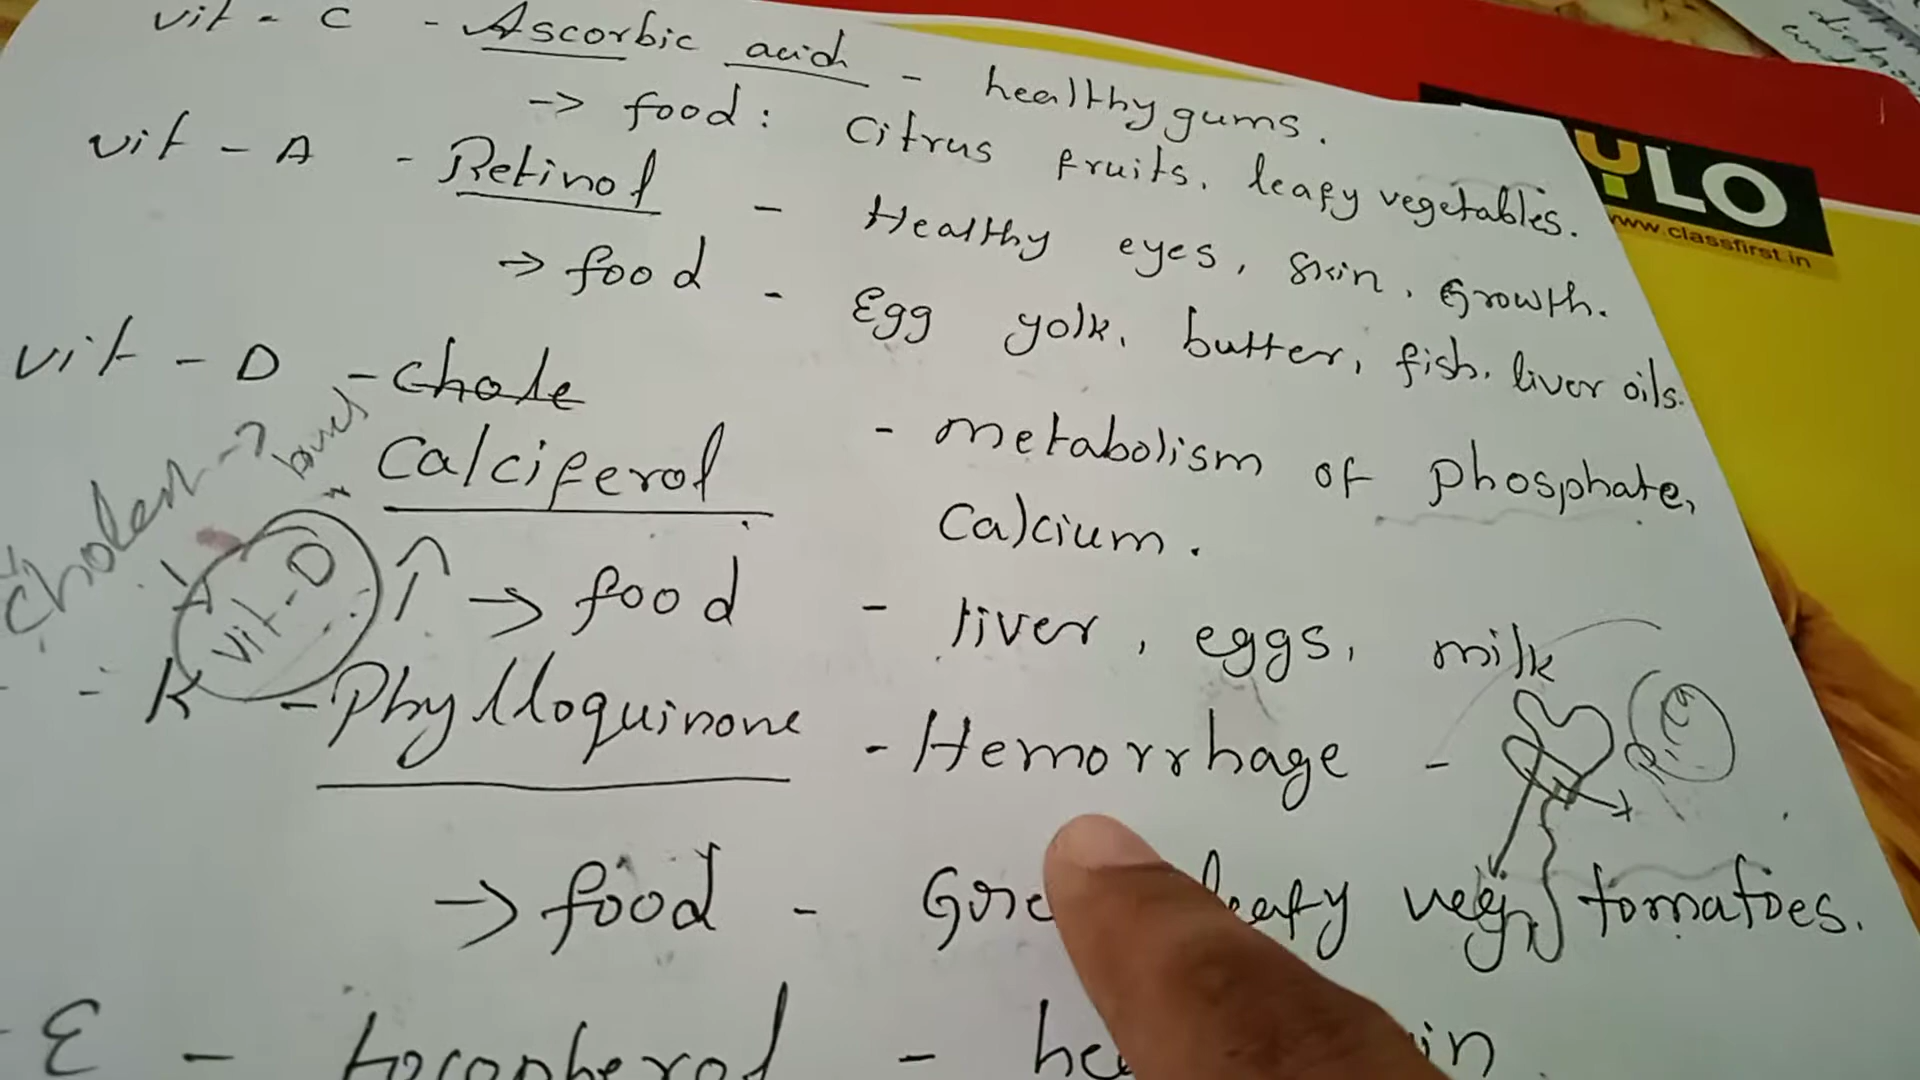 vit - C - Ascorbic acid - healthy gums.
-> food: Citrus fruits, leafy vegetables.
vit - A - Retinol - Healthy eyes, skin, Growth.
-> food - Egg yolk, butter, fish, liver oils.
vit - D - Chole
Calciferol - metabolism of phosphate,
Calcium.
vit-D
-> food - liver, eggs, milk
K - Phylloquinone - Hemorrhage -
-> food - leafy veg, tomatoes.
E - tocopherol -
YLO
www.classfirst.in